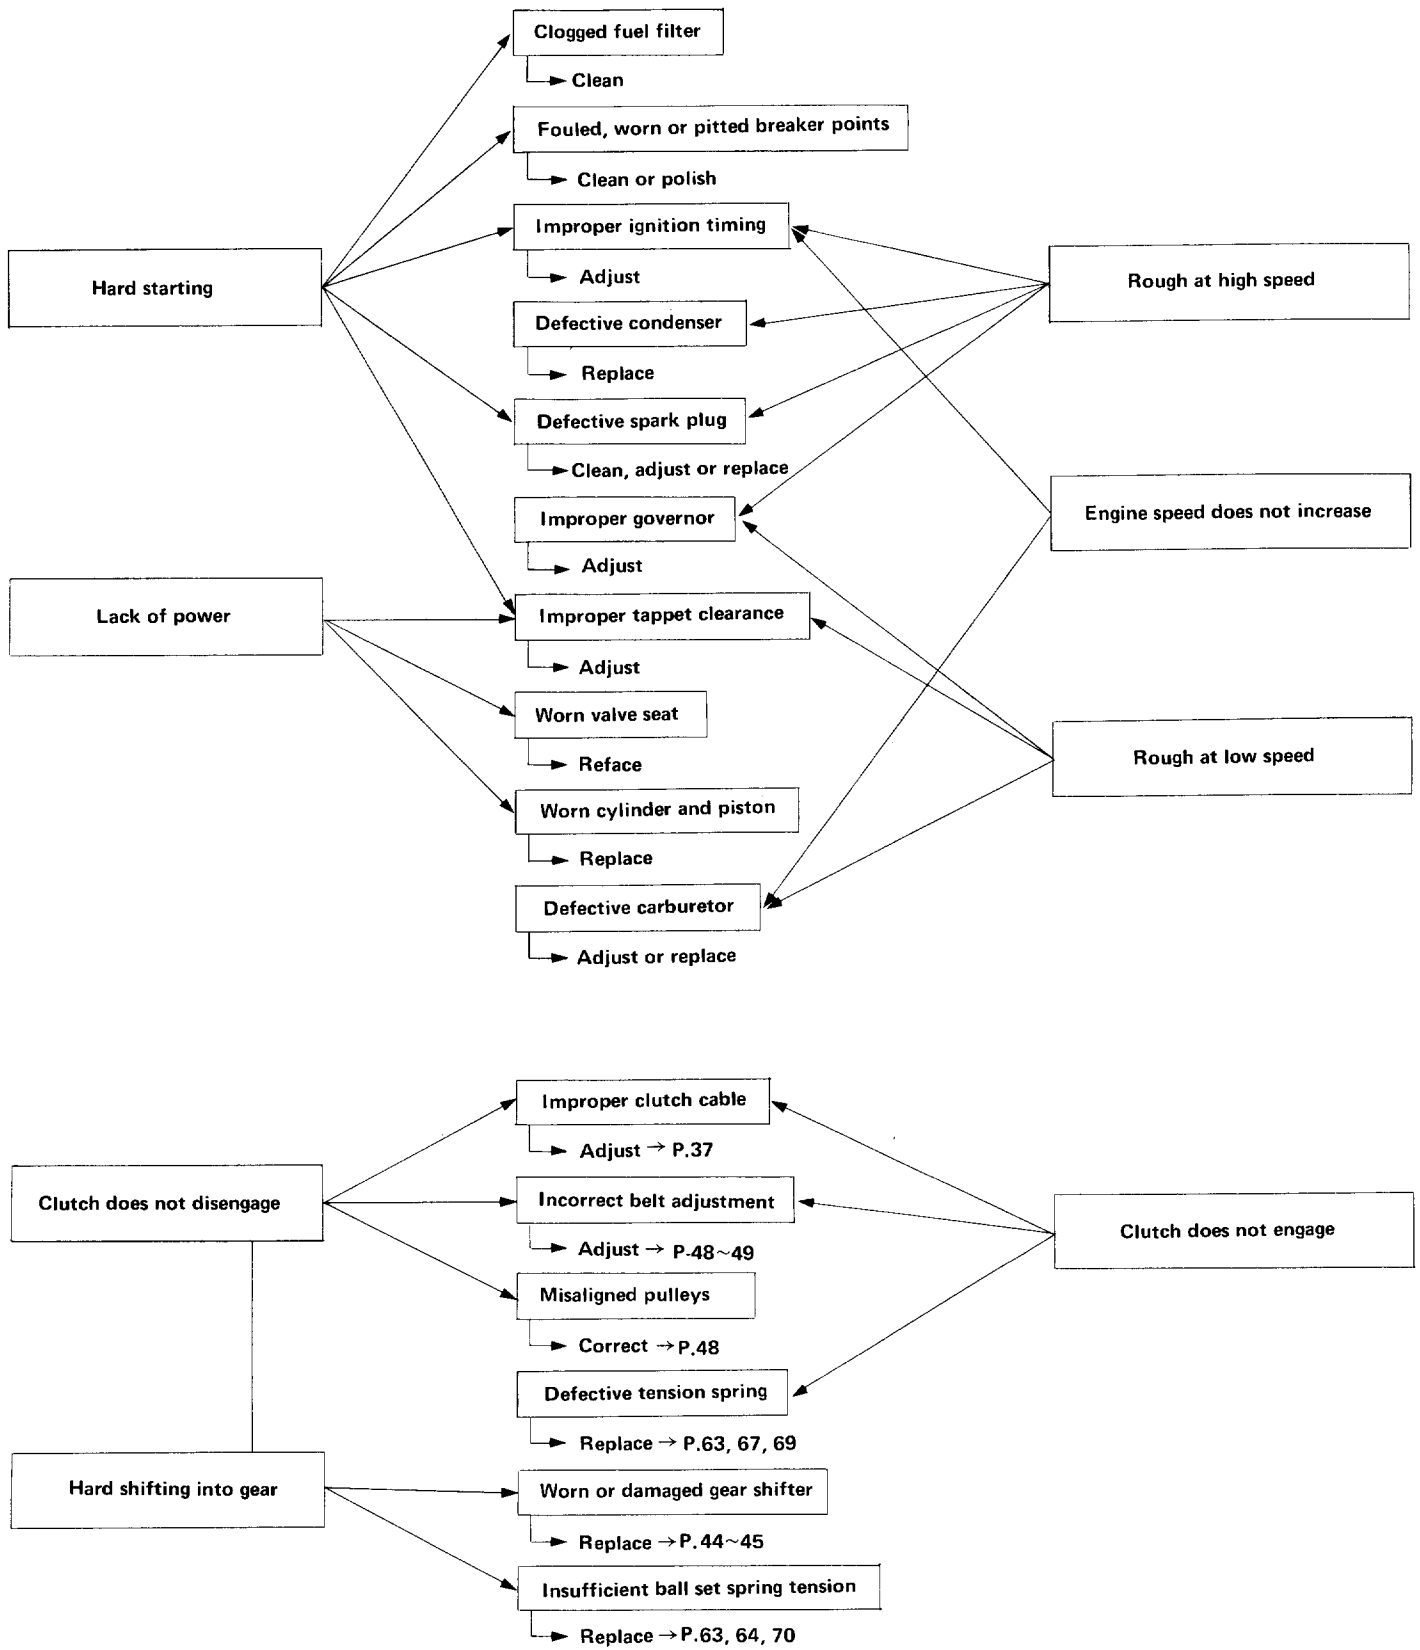 Clogged fuel filter
Clean
Fouled, worn or pitted breaker points
Clean or polish
Improper ignition timing
Adjust
Hard starting
Rough at high speed
Defective condenser
Replace
Defective spark plug
Clean, adjust or replace
Improper governor
Engine speed does not increase
Adjust
Lack of power
Improper tappet clearance
Adjust
Worn valve seat
Reface
Rough at low speed
Worn cylinder and piston
Replace
Defective carburetor
Adjust or replace
Improper clutch cable
Adjust → P.37
Clutch does not disengage
Incorrect belt adjustment
Adjust → P-48~49
Clutch does not engage
Misaligned pulleys
Correct → P.48
Defective tension spring
Replace → P.63, 67, 69
Hard shifting into gear
Worn or damaged gear shifter
Replace → P.44~45
Insufficient ball set spring tension
Replace → P.63, 64, 70